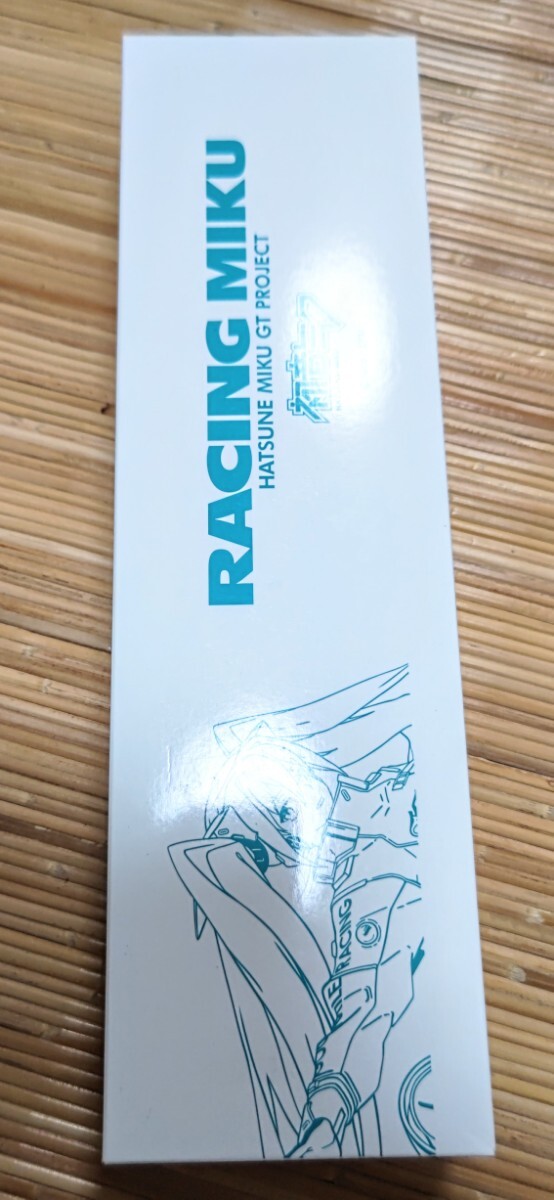 RACING MIKU
HATSUNE MIKU GT PROJECT
初音ミク
RACING